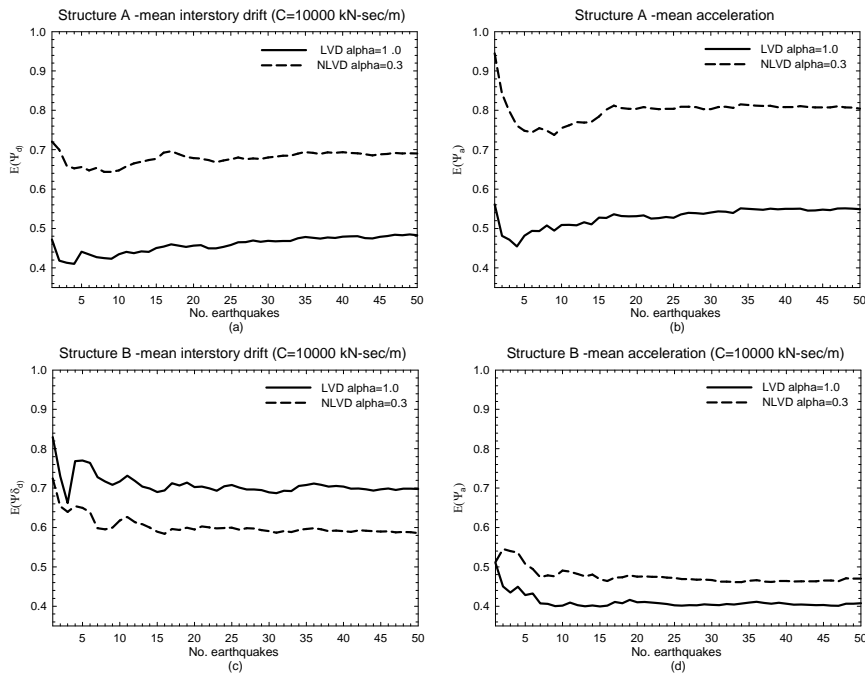 Structure A -mean interstory drift (C=10000 kN-sec/m)
1.0
0.9
0.8
0.7
0.6
0.5
0.4
E(Ψd)
LVD alpha=1 .0
NLVD alpha=0.3
5 10 15 20 25 30 35 40 45 50
No. earthquakes
(a)
Structure A -mean acceleration
1.0
0.9
0.8
0.7
0.6
0.5
0.4
E(Ψa)
LVD alpha=1.0
NLVD alpha=0.3
5 10 15 20 25 30 35 40 45 50
No. earthquakes
(b)
Structure B -mean interstory drift (C=10000 kN-sec/m)
1.0
0.9
0.8
0.7
0.6
0.5
0.4
E(Ψδd)
LVD alpha=1.0
NLVD alpha=0.3
5 10 15 20 25 30 35 40 45 50
No. earthquakes
(c)
Structure B -mean acceleration (C=10000 kN-sec/m)
1.0
0.9
0.8
0.7
0.6
0.5
0.4
E(Ψa)
LVD alpha=1.0
NLVD alpha=0.3
5 10 15 20 25 30 35 40 45 50
No. earthquakes
(d)